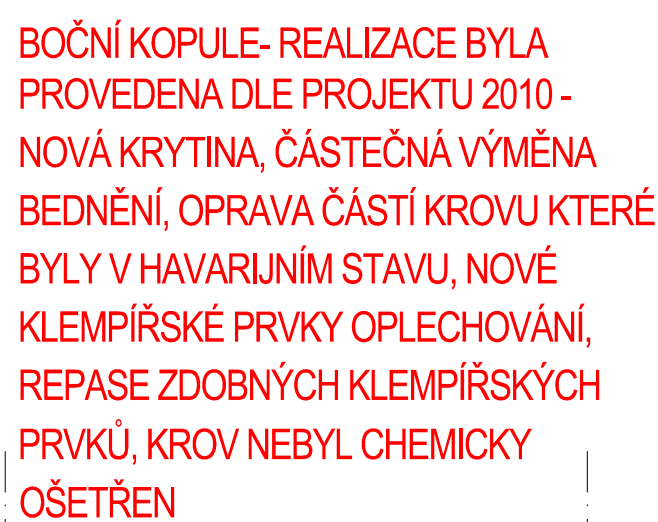 BOČNÍ KOPULE- REALIZACE BYLA
PROVEDENA DLE PROJEKTU 2010 -
NOVÁ KRYTINA, ČÁSTEČNÁ VÝMĚNA
BEDNĚNÍ, OPRAVA ČÁSTÍ KROVU KTERÉ
BYLY V HAVARIJNÍM STAVU, NOVÉ
KLEMPÍŘSKÉ PRVKY OPLECHOVÁNÍ,
REPASE ZDOBNÝCH KLEMPÍŘSKÝCH
PRVKŮ, KROV NEBYL CHEMICKY
OŠETŘEN